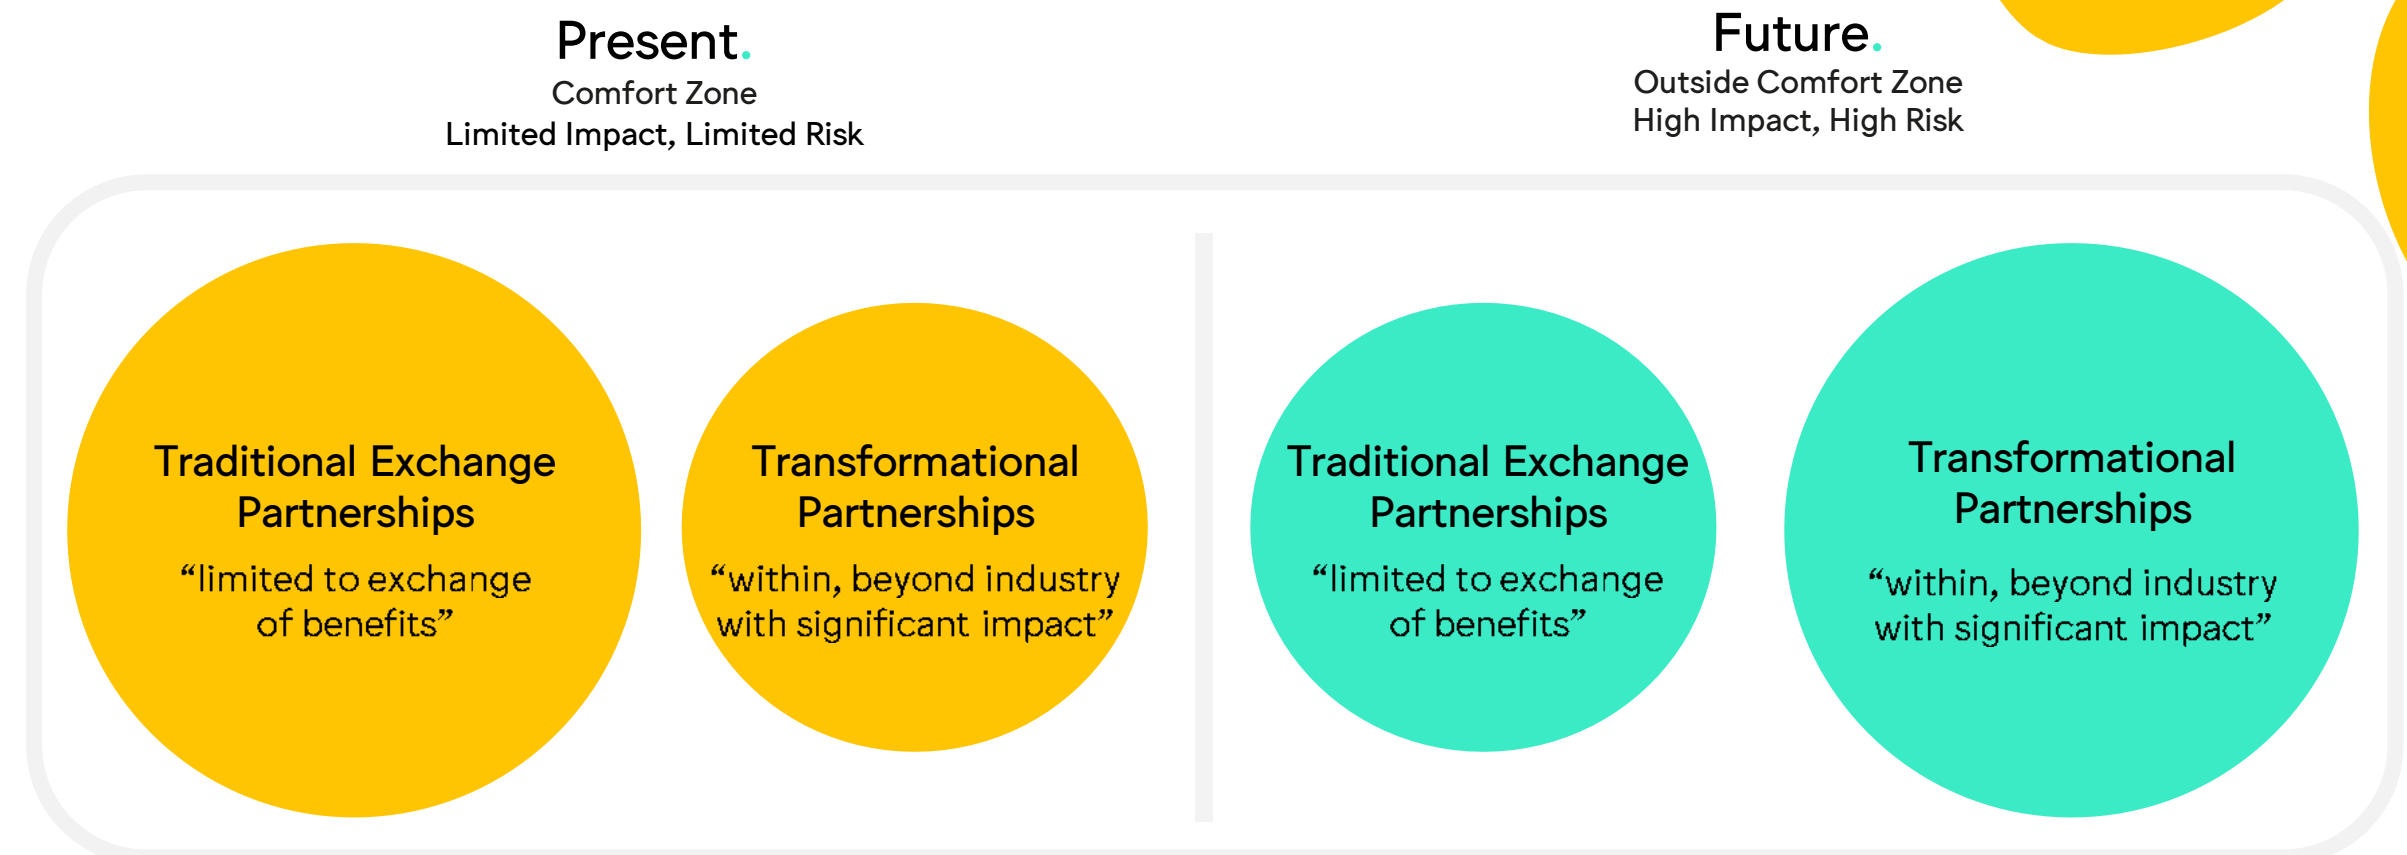 Present.
Comfort Zone
Limited Impact, Limited Risk
Future.
Outside Comfort Zone
High Impact, High Risk
Traditional Exchange
Partnerships
“limited to exchange
of benefits”
Transformational
Partnerships
“within, beyond industry
with significant impact”
Traditional Exchange
Partnerships
“limited to exchange
of benefits”
Transformational
Partnerships
“within, beyond industry
with significant impact”